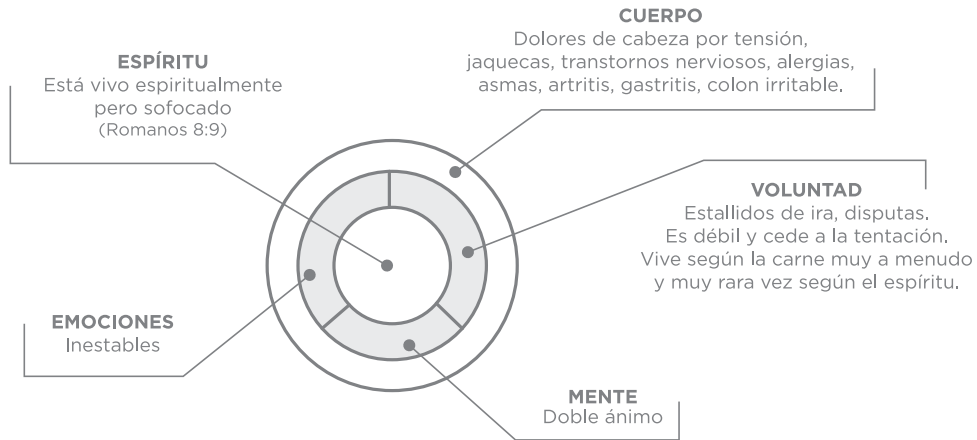 CUERPO
Dolores de cabeza por tensión,
jaquecas, transtornos nerviosos, alergias,
asmas, artritis, gastritis, colon irritable.
ESPÍRITU
Está vivo espiritualmente
pero sofocado
(Romanos 8:9)
VOLUNTAD
Estallidos de ira, disputas.
Es débil y cede a la tentación.
Vive según la carne muy a menudo
y muy rara vez según el espíritu.
EMOCIONES
Inestables
MENTE
Doble ánimo